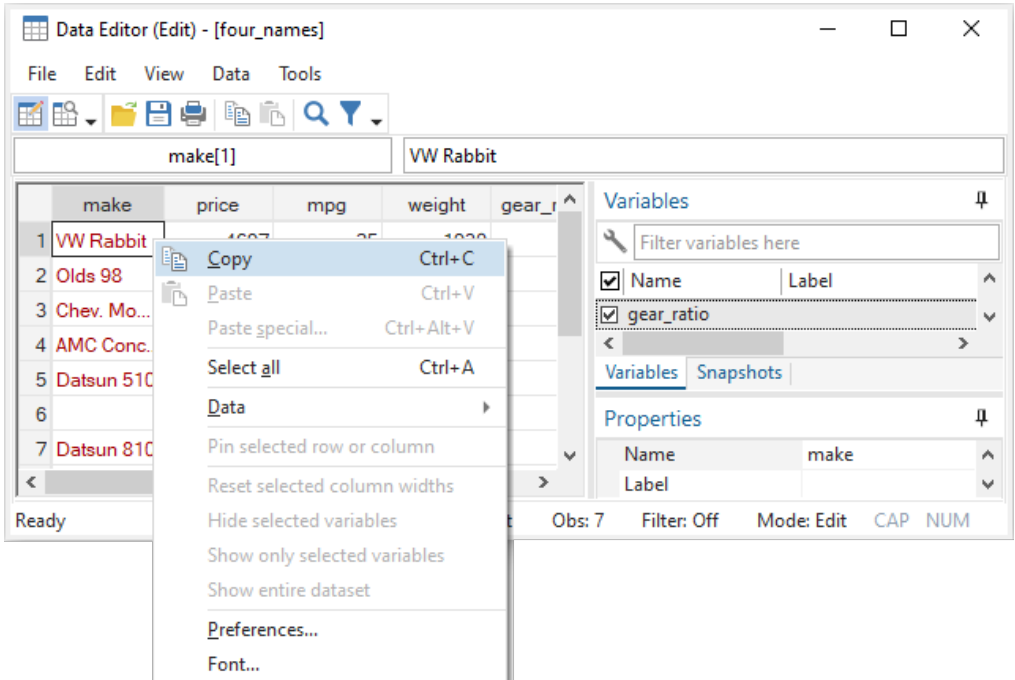 Data Editor (Edit) - [four_names]
File Edit View Data Tools
make[1] VW Rabbit
make price mpg weight gear_r
1 VW Rabbit 4697 25 1930
2 Olds 98
3 Chev. Mo...
4 AMC Conc.
5 Datsun 510
6
7 Datsun 810
Copy Ctrl+C
Paste Ctrl+V
Paste special... Ctrl+Alt+V
Select all Ctrl+A
Data
Pin selected row or column
Reset selected column widths
Hide selected variables
Show only selected variables
Show entire dataset
Preferences...
Font...
Variables
Filter variables here
Name Label
gear_ratio
Variables Snapshots
Properties
Name make
Label
Ready Obs: 7 Filter: Off Mode: Edit CAP NUM